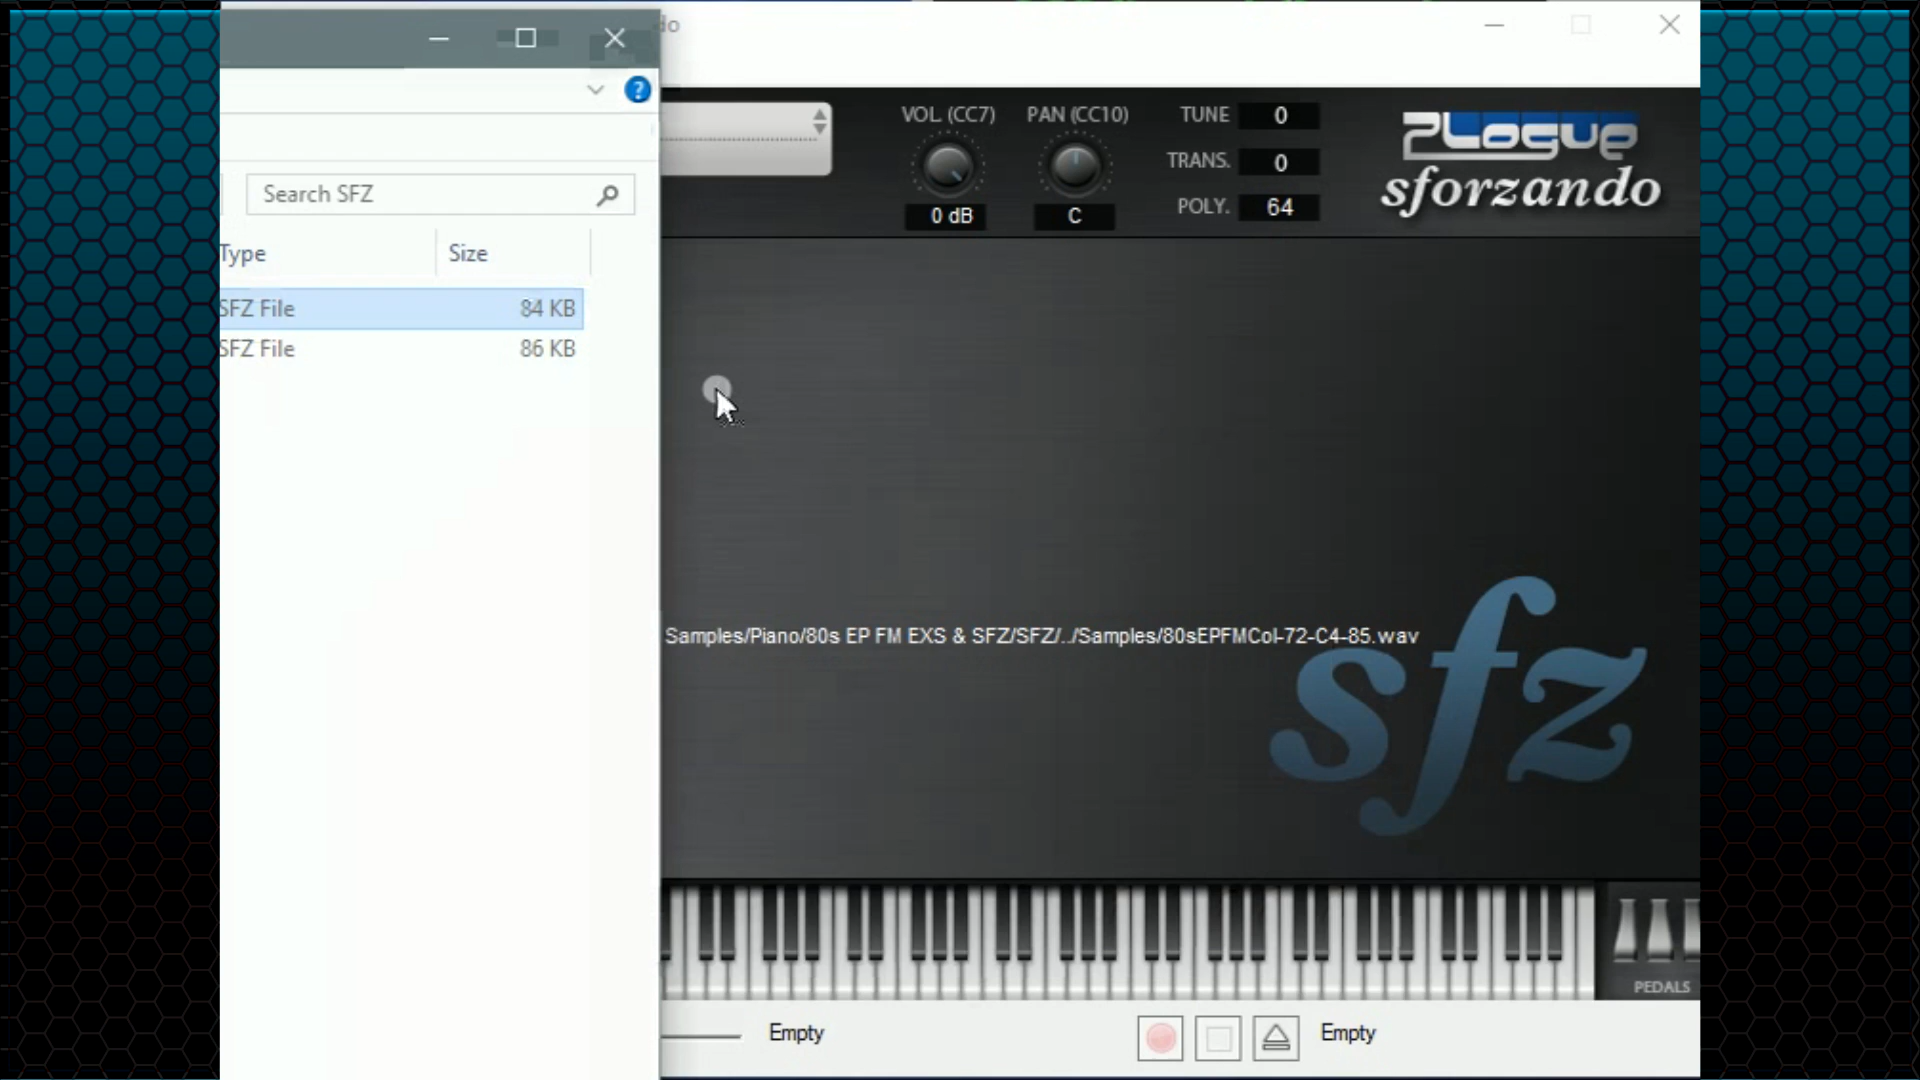 do
?
VOL. (CC7)
PAN (CC10)
TUNE
0
TRANS.
0
POLY.
64
0 dB
C
PLOGUE
sforzando
Search SFZ
Type
Size
SFZ File
84 KB
SFZ File
86 KB
Samples/Piano/80s EP FM EXS & SFZ/SFZ/../Samples/80sEPFMCol-72-C4-85.wav
sfz
PEDALS
Empty
Empty